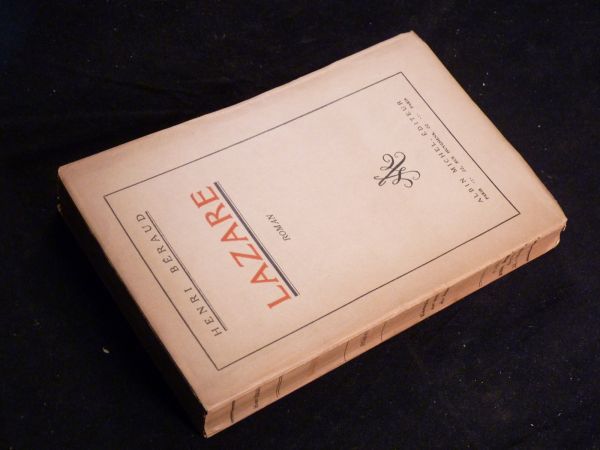 HENRI BÉRAUD
LAZARE
ROMAN
ALBIN MICHEL, ÉDITEUR
PARIS 22, RUE HUYGHENS, 22 PARIS